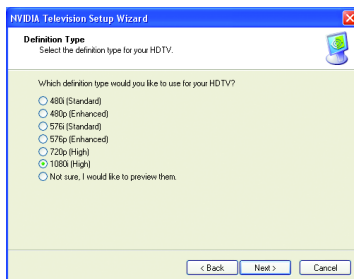 NVIDIA Television Setup Wizard
Definition Type
Select the definition type for your HDTV.
Which definition type would you like to use for your HDTV?
480i (Standard)
480p (Enhanced)
576i (Standard)
576p (Enhanced)
720p (High)
1080i (High)
Not sure, I would like to preview them.
< Back
Next >
Cancel